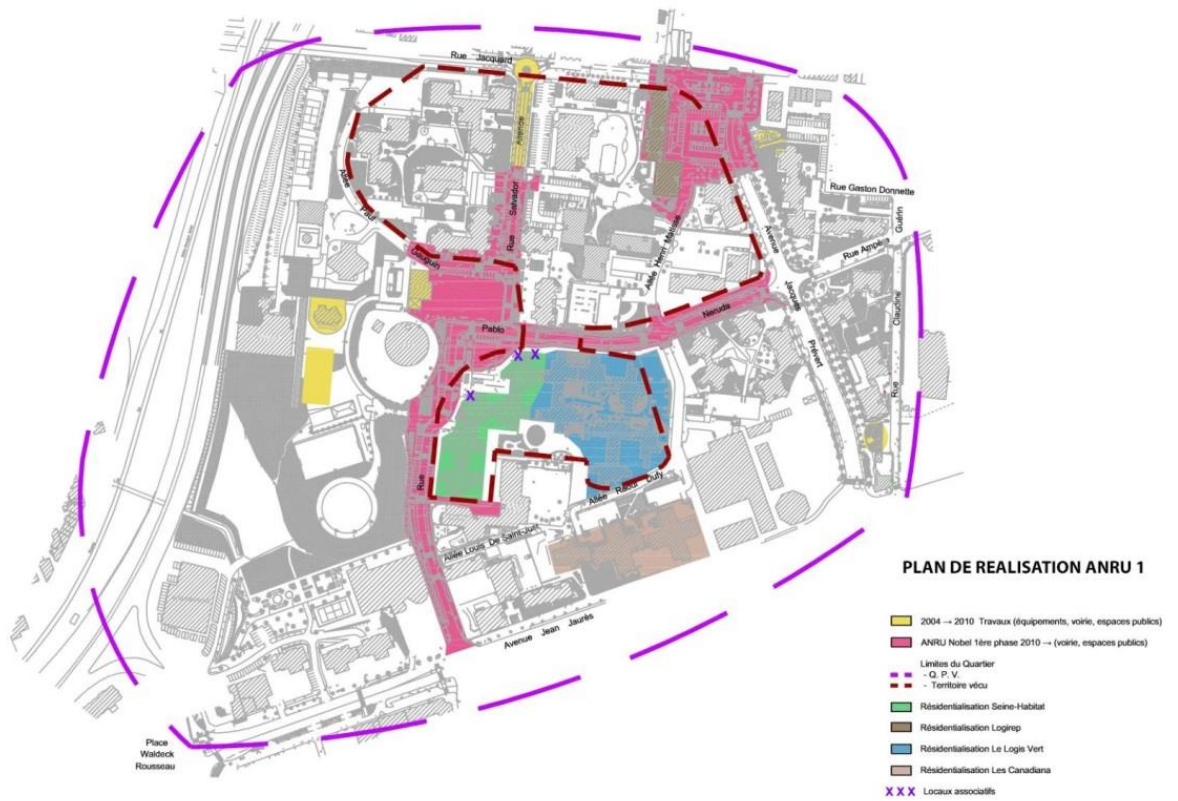 Rue Jacquard
Avenue
Rue Salvador
Allée Paul Gauguin
Allée Henri Matisse
Rue Gaston Donnette
Rue Ampère
Rue Claudine Guérin
Avenue Jacques Prévert
Rue Pablo Neruda
Allée Raoul Dufy
Allée Louis De Saint-Just
Avenue Jean Jaurès
Place
Waldeck
Rousseau
PLAN DE REALISATION ANRU 1
2004 → 2010 Travaux (équipements, voirie, espaces publics)
ANRU Nobel 1ère phase 2010 → (voirie, espaces publics)
Limites du Quartier
- Q. P. V.
- Territoire vécu
Résidentialisation Seine-Habitat
Résidentialisation Logirep
Résidentialisation Le Logis Vert
Résidentialisation Les Canadiana
X X X Locaux associatifs
X X
X